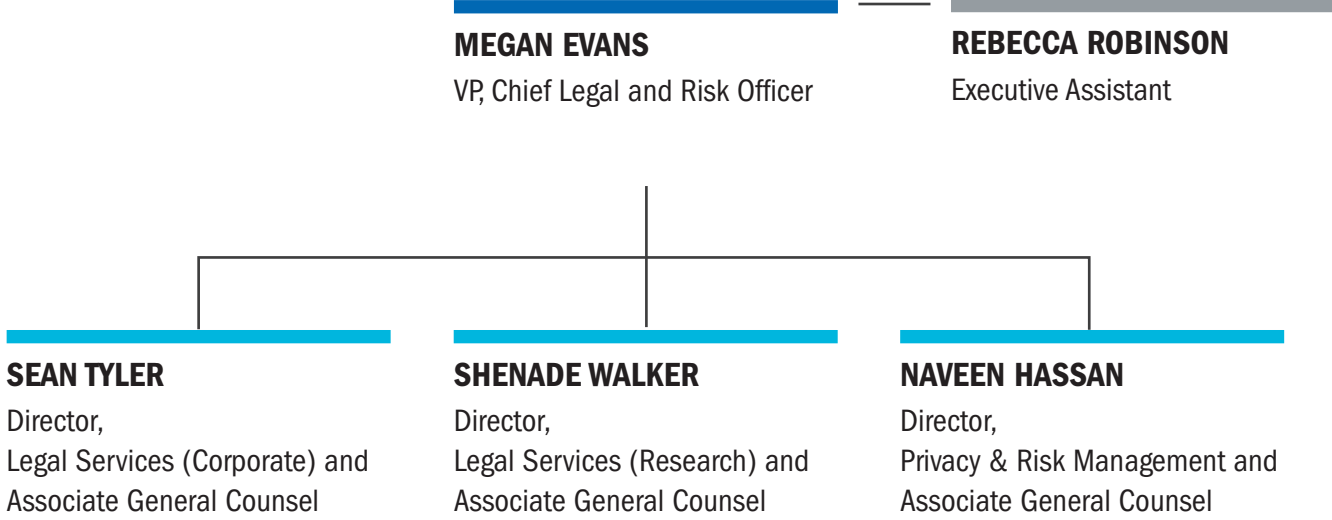 MEGAN EVANS
VP, Chief Legal and Risk Officer
REBECCA ROBINSON
Executive Assistant
SEAN TYLER
Director,
Legal Services (Corporate) and
Associate General Counsel
SHENADE WALKER
Director,
Legal Services (Research) and
Associate General Counsel
NAVEEN HASSAN
Director,
Privacy & Risk Management and
Associate General Counsel